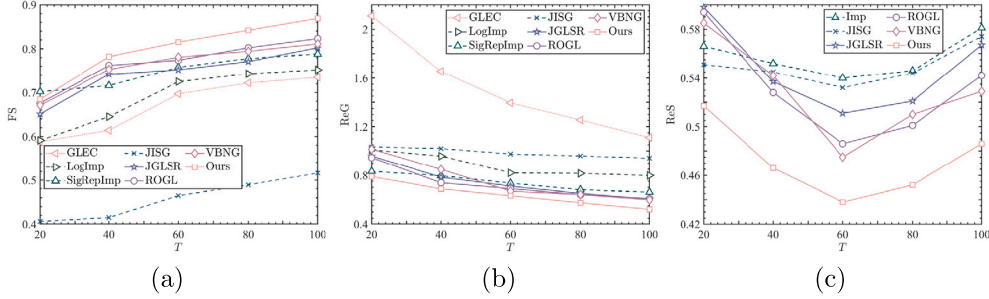 0.9
0.8
0.7
0.6
0.5
0.4
FS
GLEC JISG VBNG
LogImp JGLSR Ours
SigRepImp ROGL
20 40 60 80 100
T
(a)
2
1.6
1.2
0.8
0.4
ReG
GLEC JISG VBNG
LogImp JGLSR Ours
SigRepImp ROGL
20 40 60 80 100
T
(b)
0.58
0.54
0.5
0.46
0.42
ReS
Imp ROGL
JISG VBNG
JGLSR Ours
20 40 60 80 100
T
(c)